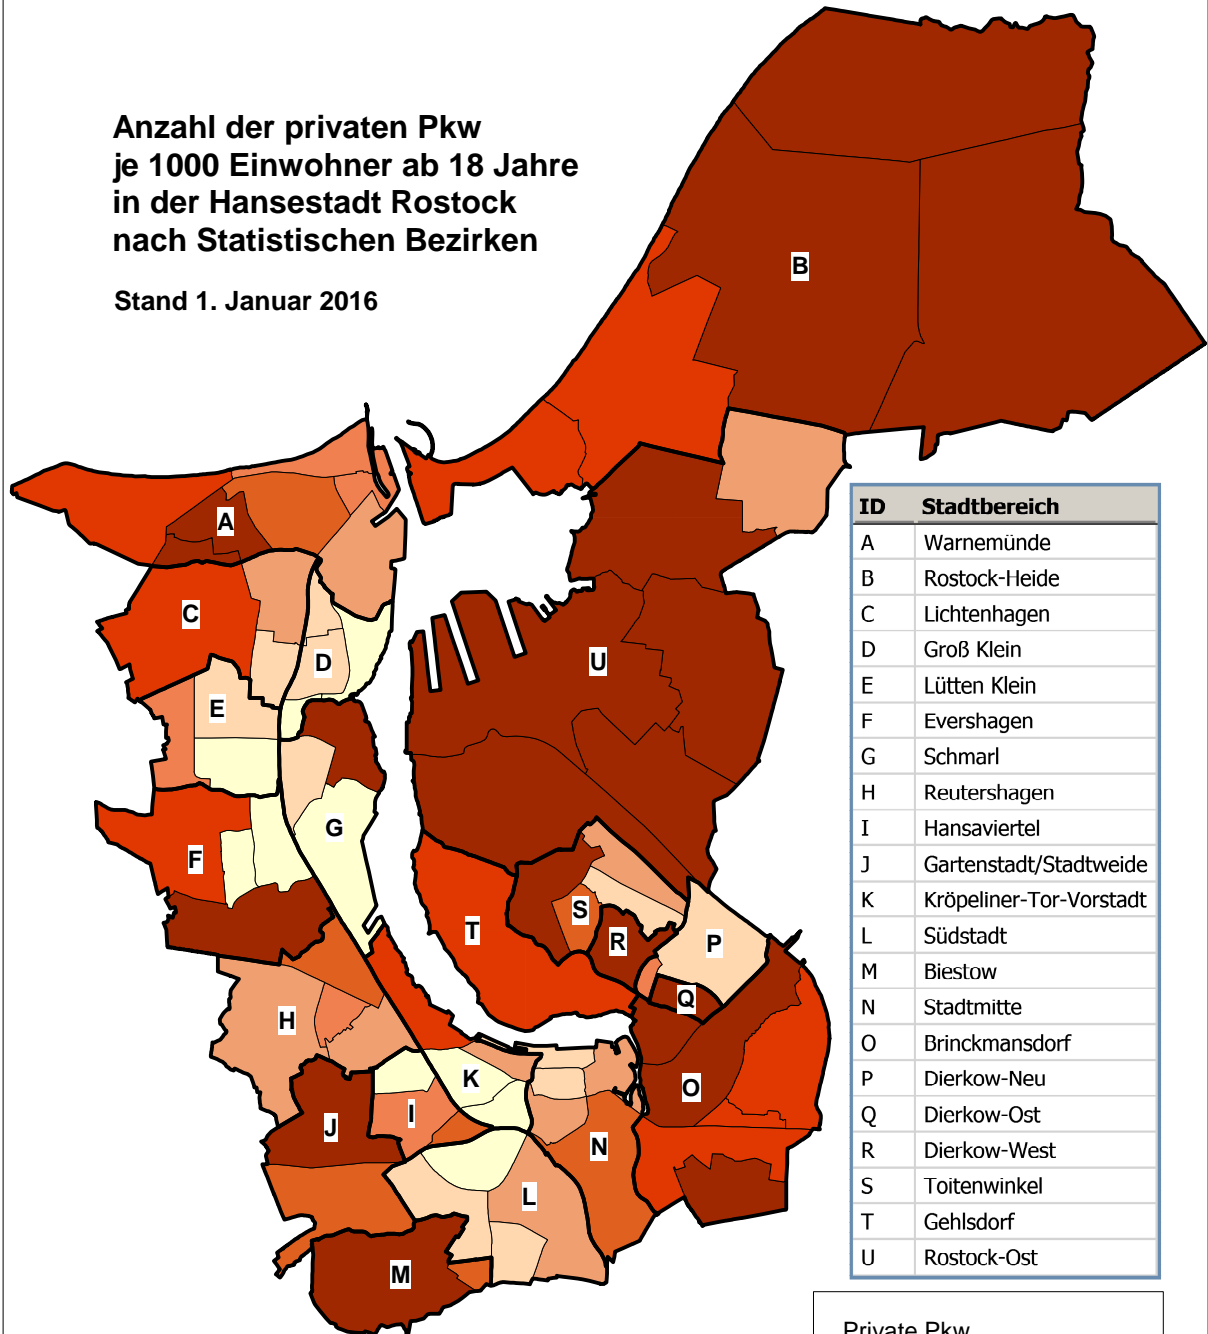 Anzahl der privaten Pkw
je 1000 Einwohner ab 18 Jahre
in der Hansestadt Rostock
nach Statistischen Bezirken
Stand 1. Januar 2016
B
A
C
D
U
E
G
F
S
T
R
P
Q
H
K
O
I
J
N
L
M
ID Stadtbereich
A Warnemünde
B Rostock-Heide
C Lichtenhagen
D Groß Klein
E Lütten Klein
F Evershagen
G Schmarl
H Reutershagen
I Hansaviertel
J Gartenstadt/Stadtweide
K Kröpeliner-Tor-Vorstadt
L Südstadt
M Biestow
N Stadtmitte
O Brinckmansdorf
P Dierkow-Neu
Q Dierkow-Ost
R Dierkow-West
S Toitenwinkel
T Gehlsdorf
U Rostock-Ost
Private Pkw